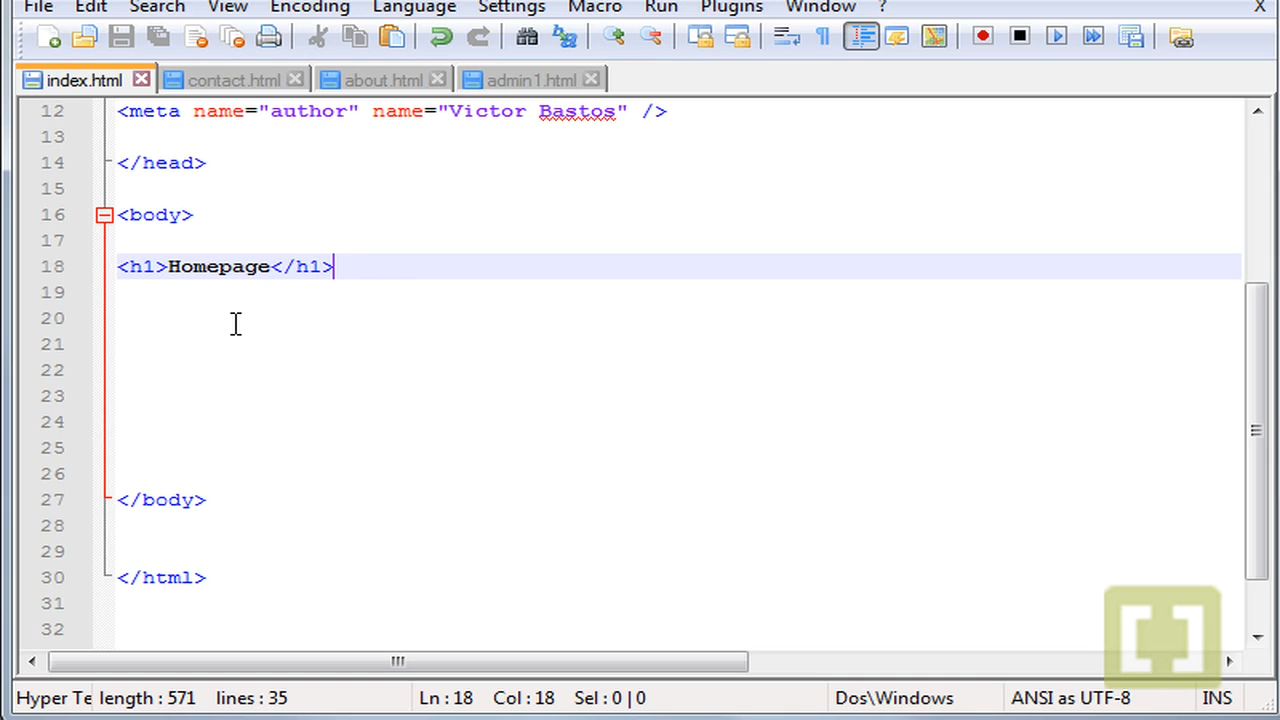 File Edit Search View Encoding Language Settings Macro Run Plugins Window ? X
index.html contact.html about.html admin1.html
12 <meta name="author" name="Victor Bastos" />
13
14 </head>
15
16 <body>
17
18 <h1>Homepage</h1>
19
20
21
22
23
24
25
26
27 </body>
28
29
30 </html>
31
32
Hyper Te length : 571 lines : 35 Ln : 18 Col : 18 Sel : 0 | 0 Dos\Windows ANSI as UTF-8 INS